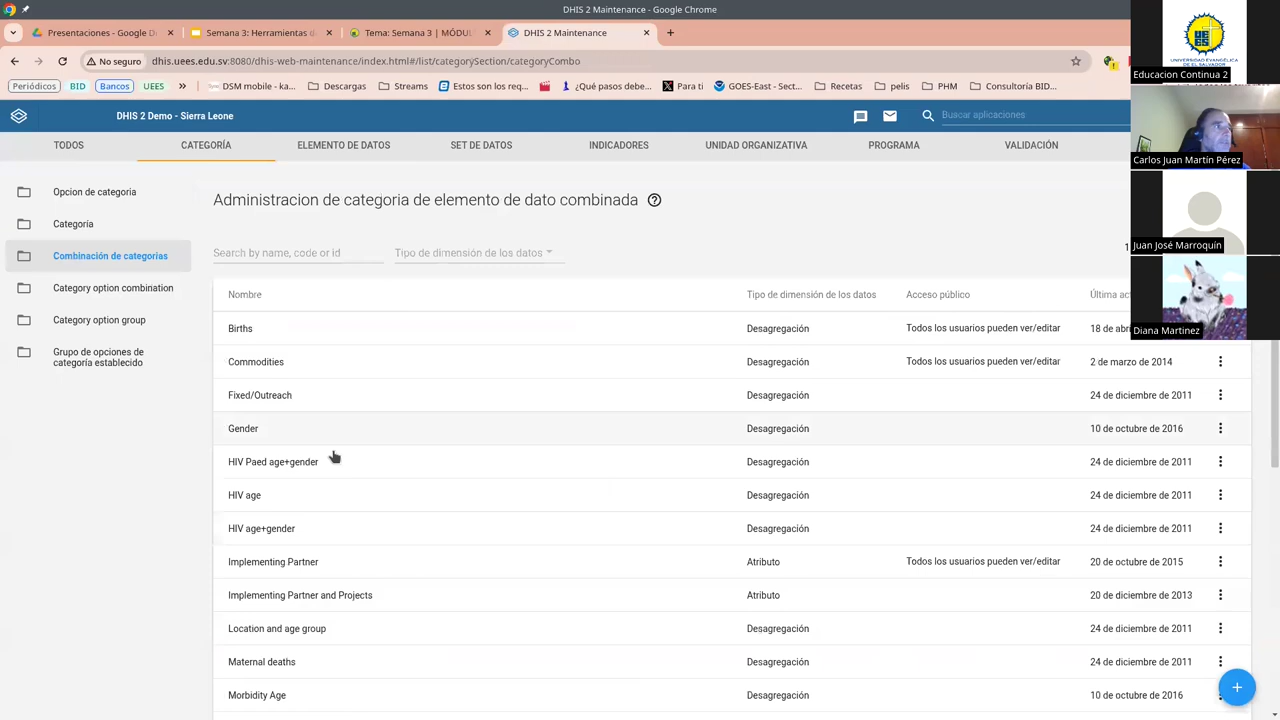 DHIS 2 Maintenance - Google Chrome
Presentaciones - Google D
Semana 3: Herramientas d
Tema: Semana 3 | MÓDUL
DHIS 2 Maintenance
No seguro
dhis.uees.edu.sv:8080/dhis-web-maintenance/index.html#/list/categorySection/categoryCombo
Periódicos
BID
Bancos
UEES
DSM mobile - ka...
Descargas
Streams
Estos son los req...
¿Qué pasos debe...
Para ti
GOES-East - Sect...
Recetas
pelis
PHM
Consultoría BID...
DHIS 2 Demo - Sierra Leone
Buscar aplicaciones
TODOS
CATEGORÍA
ELEMENTO DE DATOS
SET DE DATOS
INDICADORES
UNIDAD ORGANIZATIVA
PROGRAMA
VALIDACIÓN
Opcion de categoria
Categoría
Combinación de categorias
Category option combination
Category option group
Grupo de opciones de
categoría establecido
Administracion de categoria de elemento de dato combinada
Search by name, code or id
Tipo de dimensión de los datos
1
Nombre
Tipo de dimensión de los datos
Acceso público
Última act
Births
Desagregación
Todos los usuarios pueden ver/editar
18 de abri
Commodities
Desagregación
Todos los usuarios pueden ver/editar
2 de marzo de 2014
Fixed/Outreach
Desagregación
24 de diciembre de 2011
Gender
Desagregación
10 de octubre de 2016
HIV Paed age+gender
Desagregación
24 de diciembre de 2011
HIV age
Desagregación
24 de diciembre de 2011
HIV age+gender
Desagregación
24 de diciembre de 2011
Implementing Partner
Atributo
Todos los usuarios pueden ver/editar
20 de octubre de 2015
Implementing Partner and Projects
Atributo
20 de diciembre de 2013
Location and age group
Desagregación
24 de diciembre de 2011
Maternal deaths
Desagregación
24 de diciembre de 2011
Morbidity Age
Desagregación
10 de octubre de 2016
UNIVERSIDAD EVANGÉLICA
DE EL SALVADOR
Educacion Continua 2
Carlos Juan Martín Pérez
Juan José Marroquín
Diana Martinez